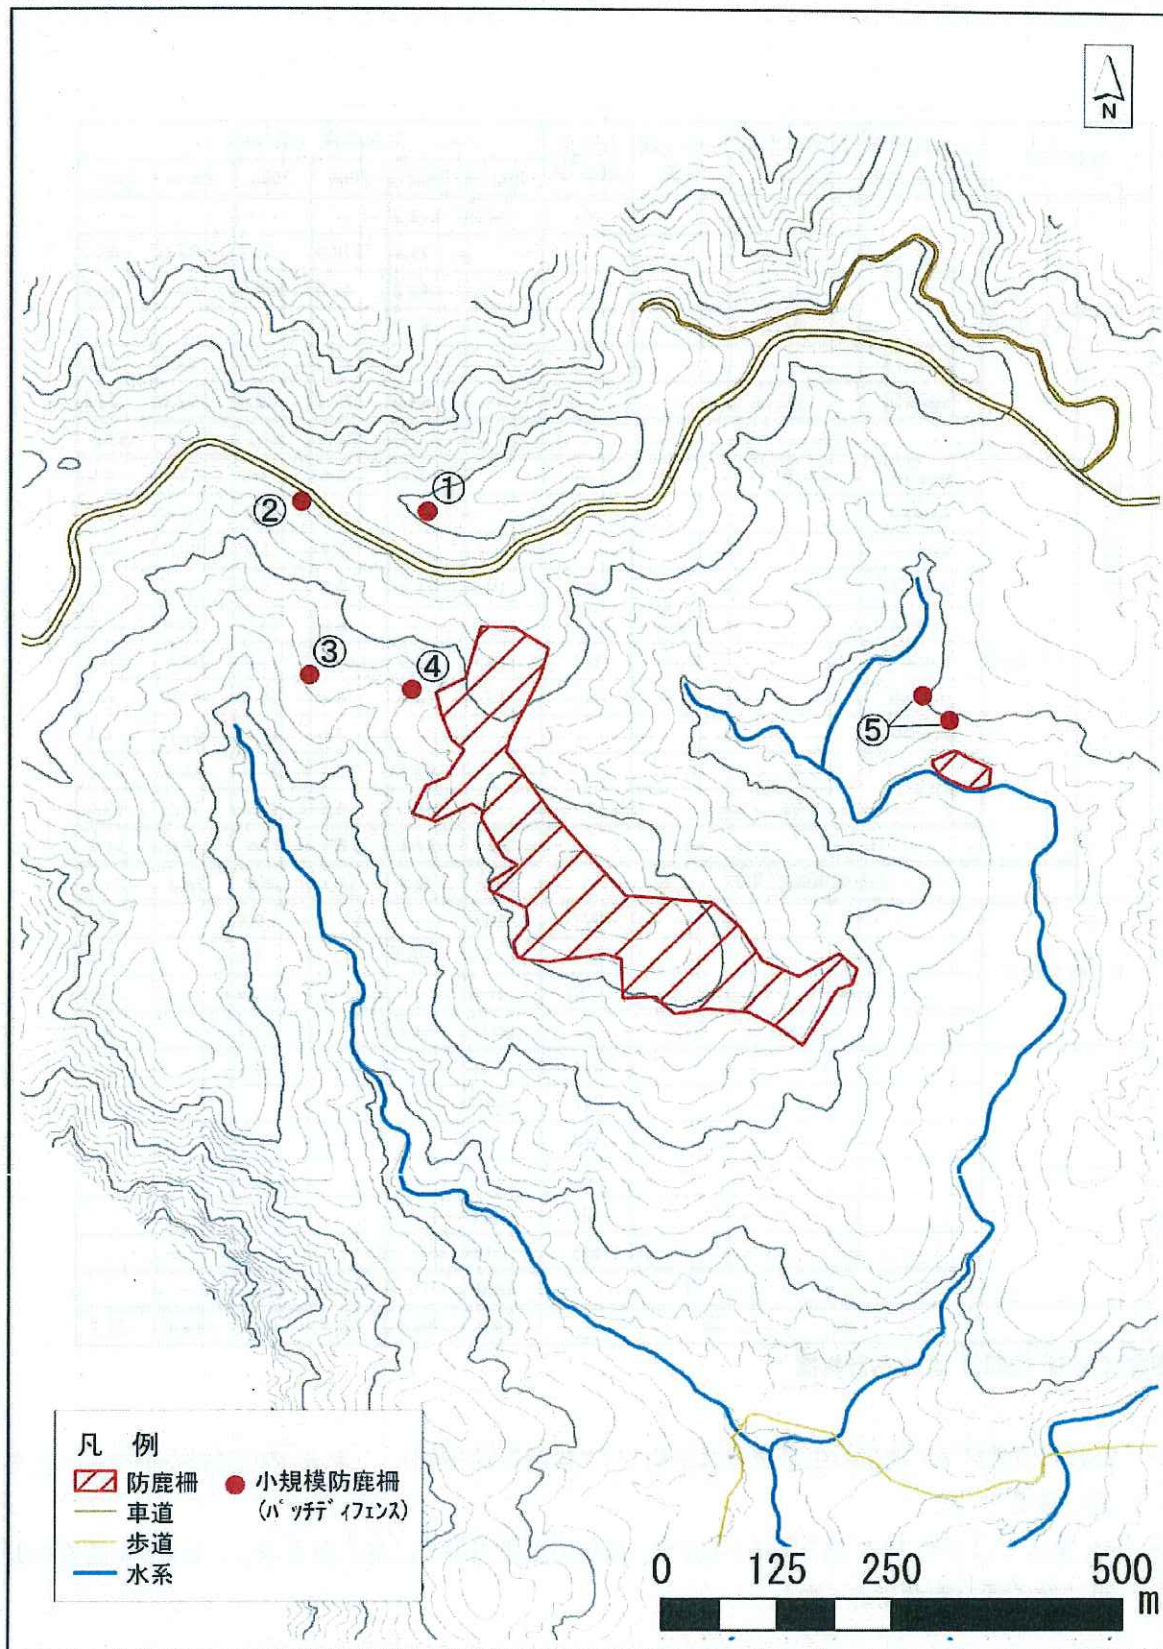 N
①
②
③
④
⑤
凡 例
防鹿柵
小規模防鹿柵
(パッチディフェンス)
車道
歩道
水系
0 125 250 500
m